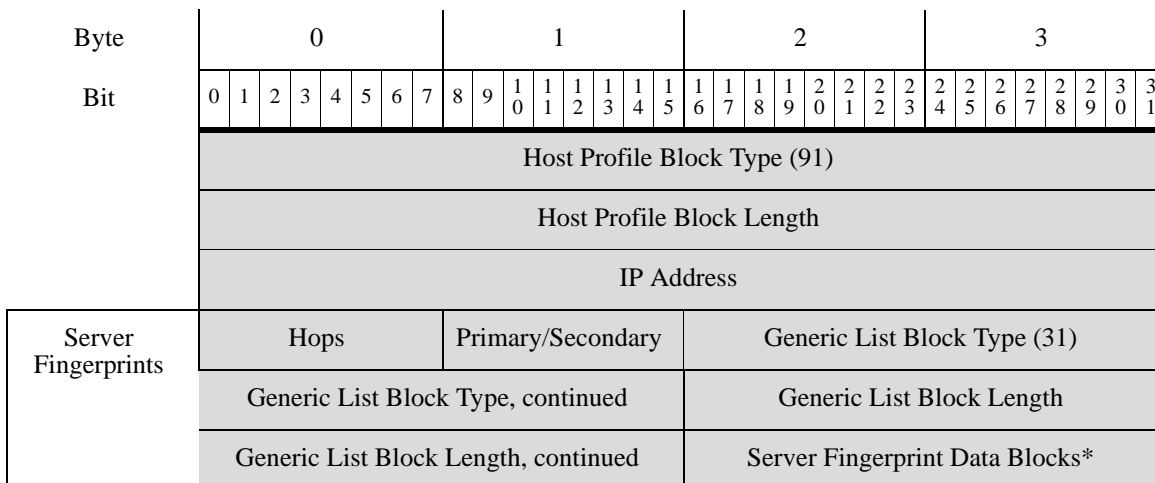 Byte 0 1 2 3
Bit 0 1 2 3 4 5 6 7 8 9 10 11 12 13 14 15 16 17 18 19 20 21 22 23 24 25 26 27 28 29 30 31
Host Profile Block Type (91)
Host Profile Block Length
IP Address
Server Fingerprints Hops Primary/Secondary Generic List Block Type (31)
Generic List Block Type, continued Generic List Block Length
Generic List Block Length, continued Server Fingerprint Data Blocks*